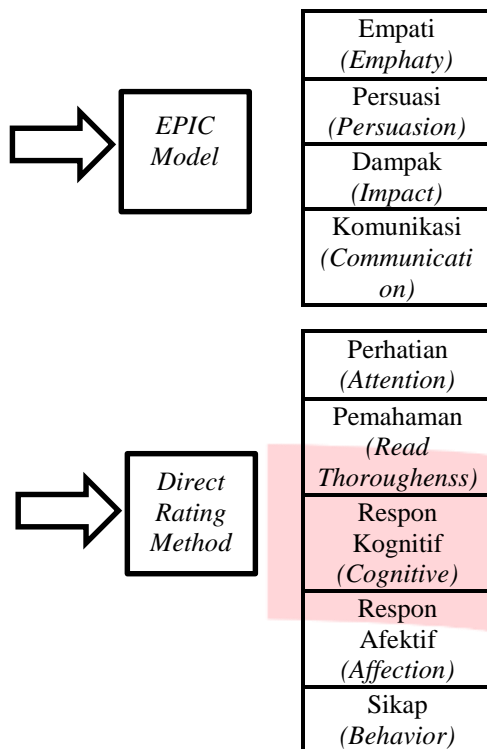 EPIC
Model
Empati
(Emphaty)
Persuasi
(Persuasion)
Dampak
(Impact)
Komunikasi
(Communicati
on)
Direct
Rating
Method
Perhatian
(Attention)
Pemahaman
(Read
Thoroughenss)
Respon
Kognitif
(Cognitive)
Respon
Afektif
(Affection)
Sikap
(Behavior)